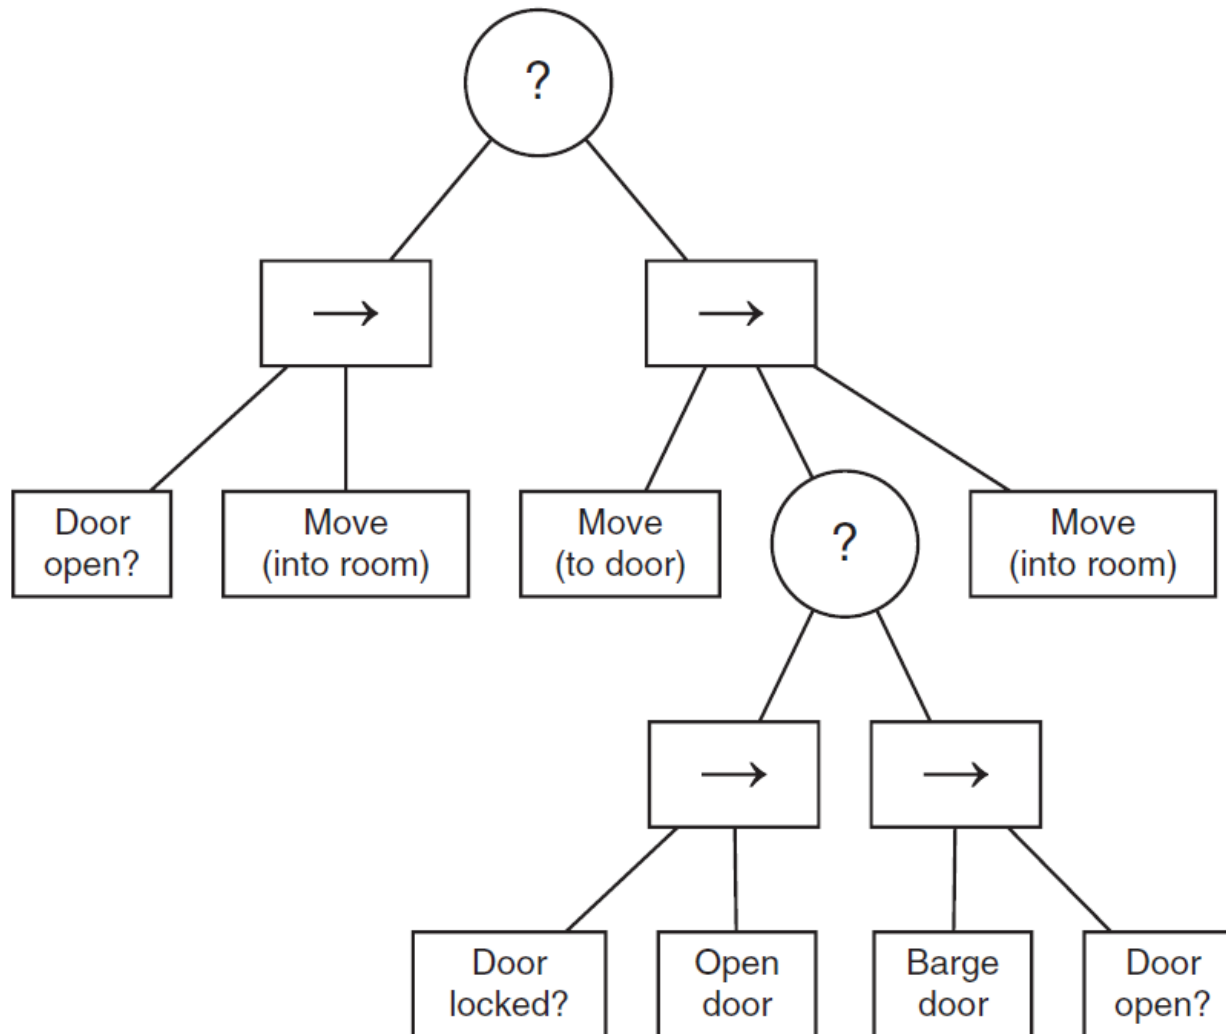 ?
→
→
Door
open?
Move
(into room)
Move
(to door)
?
Move
(into room)
→
→
Door
locked?
Open
door
Barge
door
Door
open?